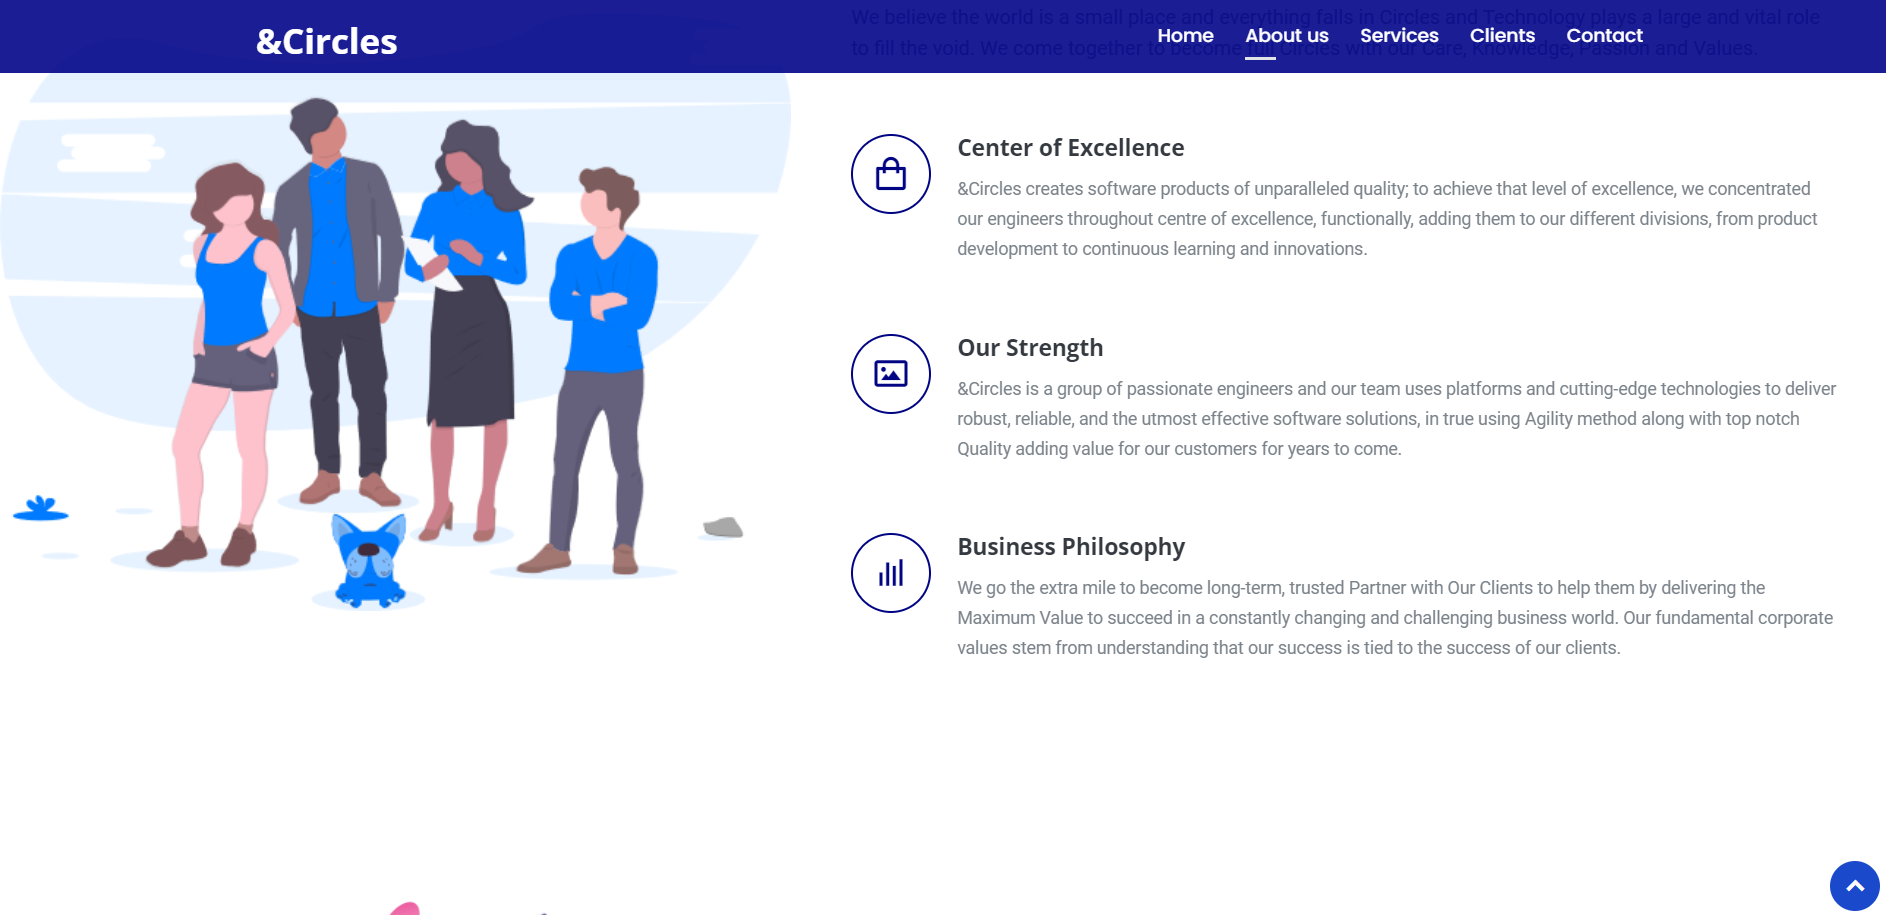 We believe the world is a small place and everything falls in Circles and Technology plays a large and vital role
to fill the void. We come together to become full Circles with our Care, Knowledge, Passion and Values.
&Circles
Home About us Services Clients Contact
Center of Excellence
&Circles creates software products of unparalleled quality; to achieve that level of excellence, we concentrated
our engineers throughout centre of excellence, functionally, adding them to our different divisions, from product
development to continuous learning and innovations.
Our Strength
&Circles is a group of passionate engineers and our team uses platforms and cutting-edge technologies to deliver
robust, reliable, and the utmost effective software solutions, in true using Agility method along with top notch
Quality adding value for our customers for years to come.
Business Philosophy
We go the extra mile to become long-term, trusted Partner with Our Clients to help them by delivering the
Maximum Value to succeed in a constantly changing and challenging business world. Our fundamental corporate
values stem from understanding that our success is tied to the success of our clients.